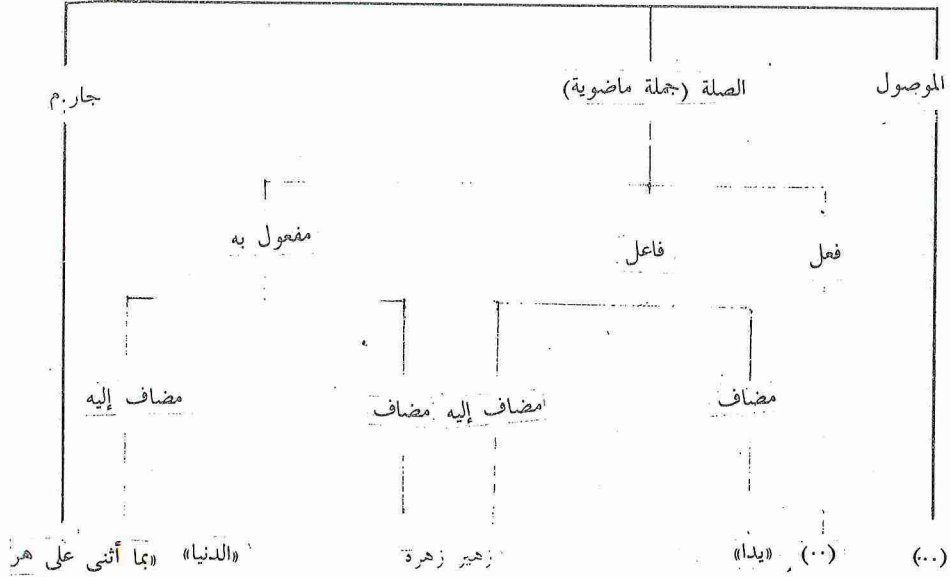 الموصول الصلة (جملة ماضوية) جار.م
فعل فاعل مفعول به
مضاف مضاف إليه مضاف مضاف إليه
(...) (..) «يدا» زهير زهرة «الدنيا» «بما أثنى على هر